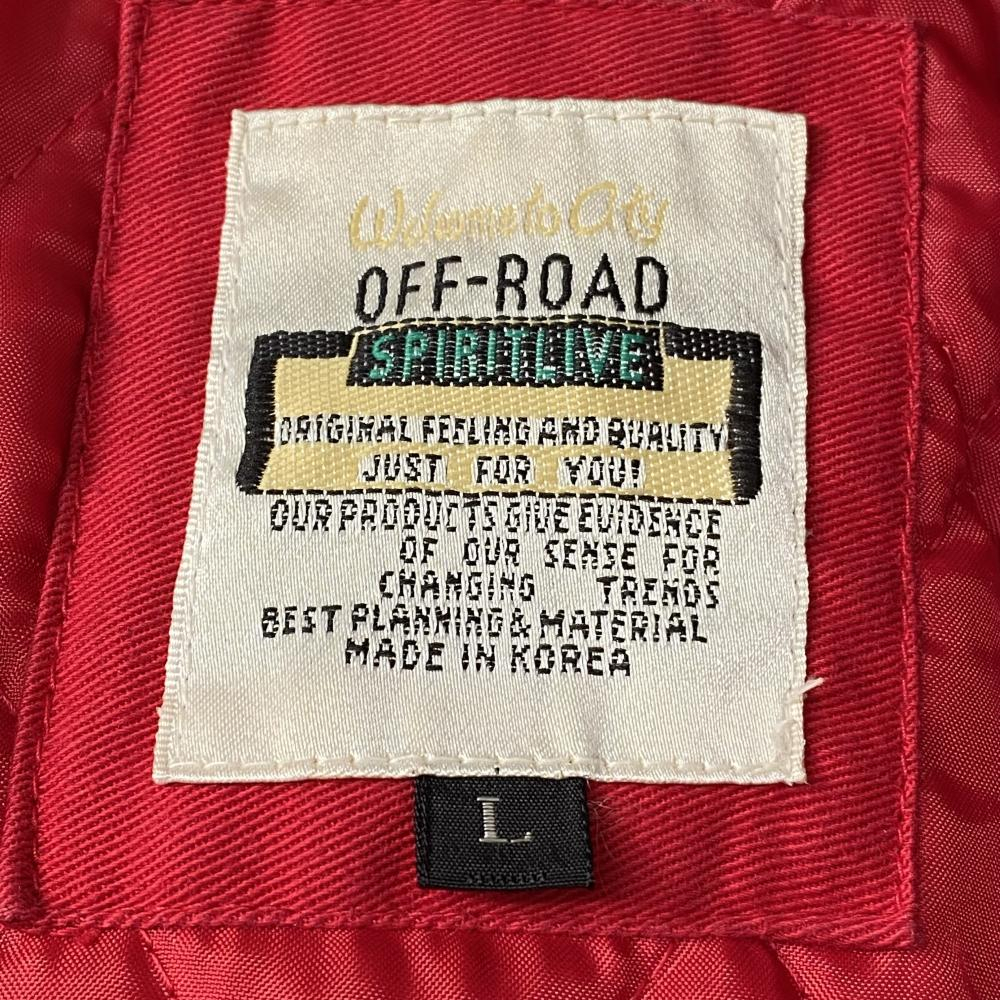 Welcome to City
OFF-ROAD
SPIRITLIVE
ORIGINAL FEELING AND QUALITY
JUST FOR YOU!
OUR PRODUCTS GIVE EVIDENCE
OF OUR SENSE FOR
CHANGING TRENDS
BEST PLANNING & MATERIAL
MADE IN KOREA
L